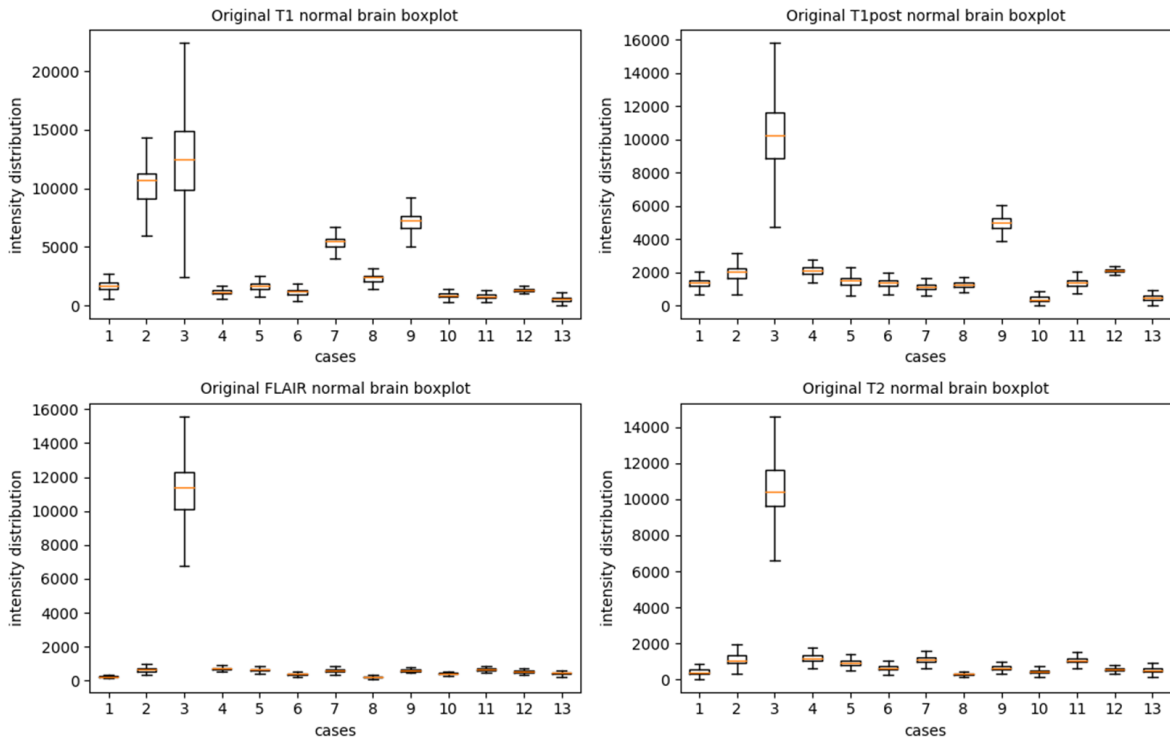 Original T1 normal brain boxplot
intensity distribution
20000
15000
10000
5000
0
1 2 3 4 5 6 7 8 9 10 11 12 13
cases
Original T1post normal brain boxplot
intensity distribution
16000
14000
12000
10000
8000
6000
4000
2000
0
1 2 3 4 5 6 7 8 9 10 11 12 13
cases
Original FLAIR normal brain boxplot
intensity distribution
16000
14000
12000
10000
8000
6000
4000
2000
0
1 2 3 4 5 6 7 8 9 10 11 12 13
cases
Original T2 normal brain boxplot
intensity distribution
14000
12000
10000
8000
6000
4000
2000
0
1 2 3 4 5 6 7 8 9 10 11 12 13
cases